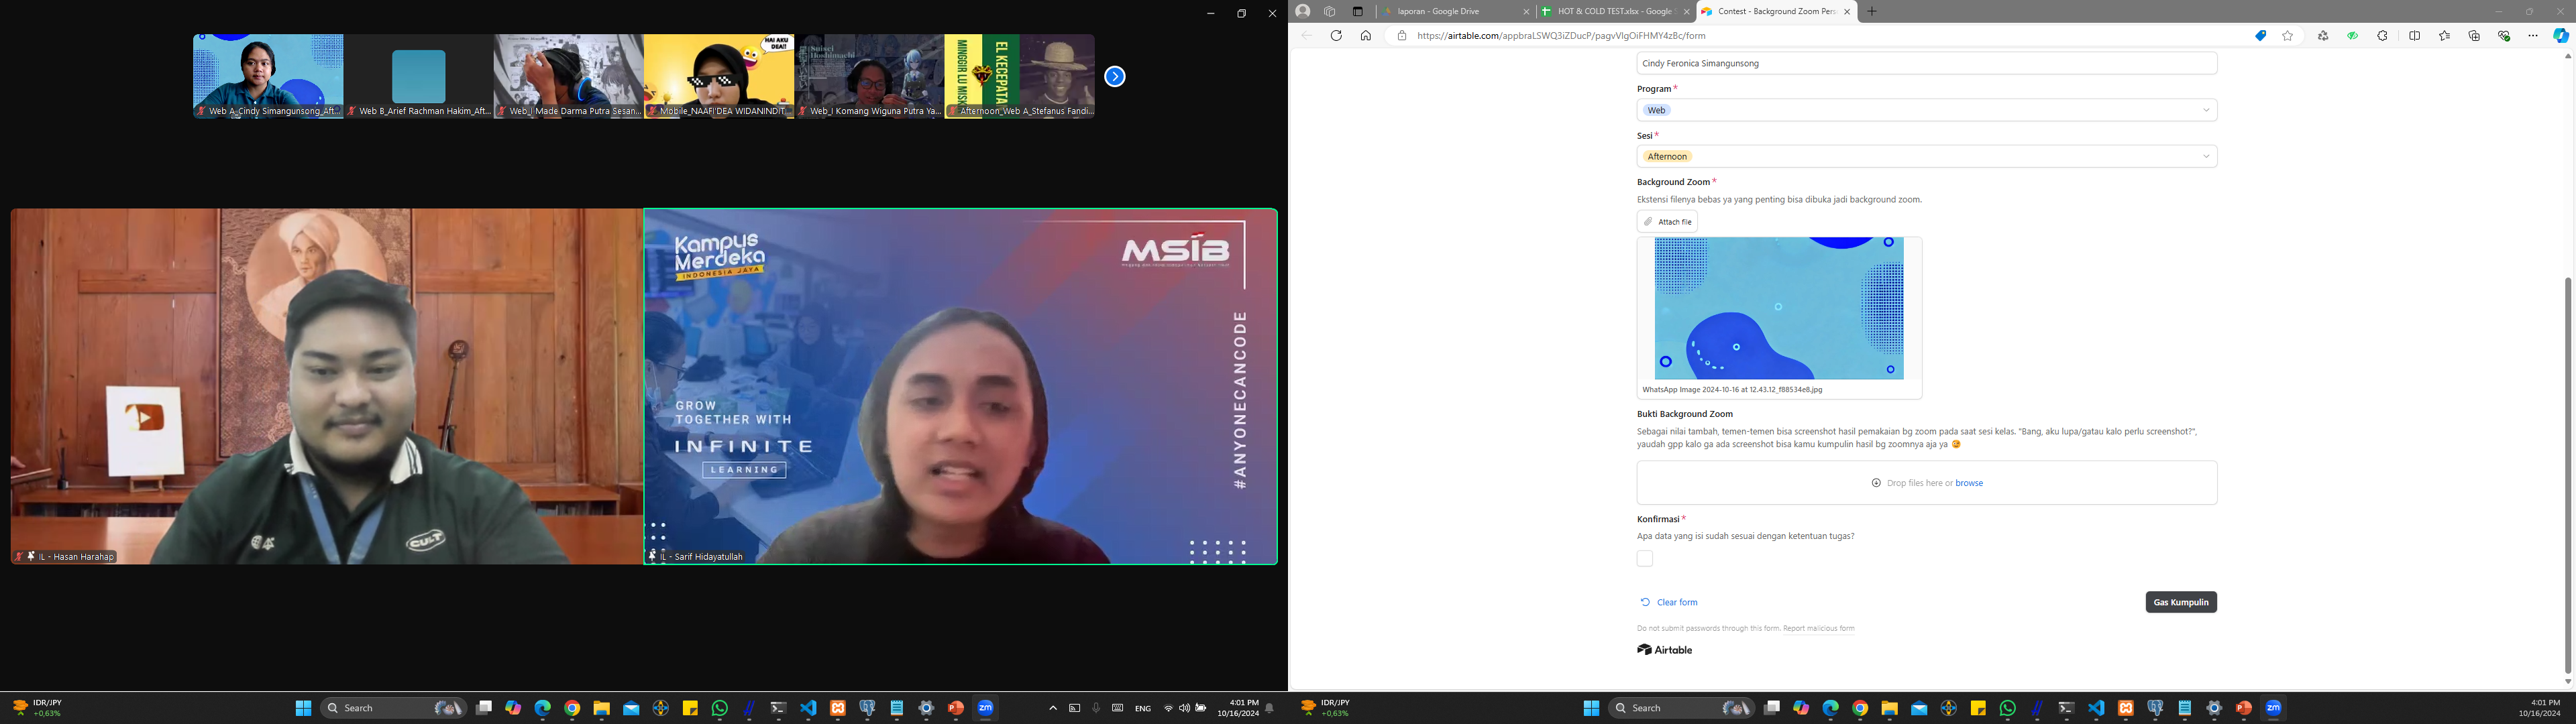 HAI AKU
DEA!!
MINGGIR LU MISKIN
EL KECEPATA
Web A_Cindy Simangunsong_Aft...
Web B_Arief Rachman Hakim_Aft...
Web_I Made Darma Putra Sesan...
Mobile_NAAFI'DEA WIDANINDIT...
Web_I Komang Wiguna Putra Ya...
Afternoon_Web A_Stefanus Fandi...
CULT
IL - Hasan Harahap
Kampus
Merdeka
INDONESIA JAYA
MSIB
GROW
TOGETHER WITH
INFINITE
LEARNING
#ANYONECANCODE
IL - Sarif Hidayatullah
IDR/JPY
+0,63%
Search
ENG
4:01 PM
10/16/2024
laporan - Google Drive
HOT & COLD TEST.xlsx - Google
Contest - Background Zoom Pers
https://airtable.com/appbraLSWQ3iZDucP/pagvVlgOiFHMY4zBc/form
Cindy Feronica Simangunsong
Program *
Web
Sesi *
Afternoon
Background Zoom *
Ekstensi filenya bebas ya yang penting bisa dibuka jadi background zoom.
Attach file
WhatsApp Image 2024-10-16 at 12.43.12_f88534e8.jpg
Bukti Background Zoom
Sebagai nilai tambah, temen-temen bisa screenshot hasil pemakaian bg zoom pada saat sesi kelas. "Bang, aku lupa/gatau kalo perlu screenshot?",
yaudah gpp kalo ga ada screenshot bisa kamu kumpulin hasil bg zoomnya aja ya
Drop files here or browse
Konfirmasi *
Apa data yang isi sudah sesuai dengan ketentuan tugas?
Clear form
Gas Kumpulin
Do not submit passwords through this form. Report malicious form
Airtable
IDR/JPY
+0,63%
Search
4:01 PM
10/16/2024